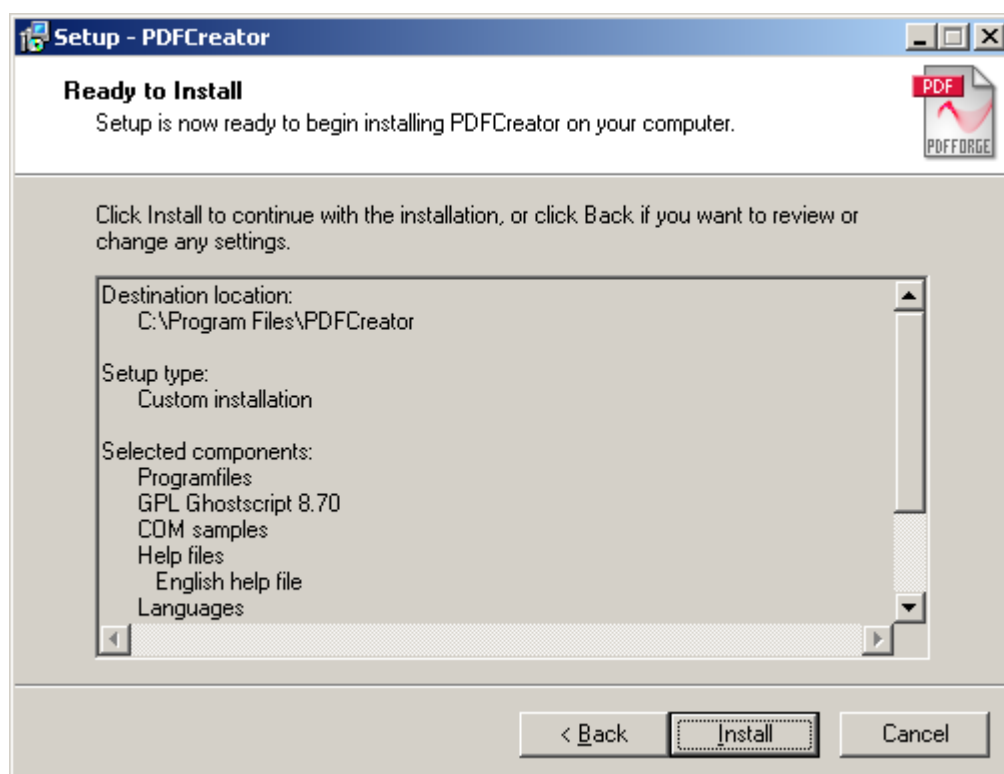 Setup - PDFCreator
Ready to Install
Setup is now ready to begin installing PDFCreator on your computer.
PDF
PDFFORGE
Click Install to continue with the installation, or click Back if you want to review or
change any settings.
Destination location:
C:\Program Files\PDFCreator
Setup type:
Custom installation
Selected components:
Programfiles
GPL Ghostscript 8.70
COM samples
Help files
English help file
Languages
< Back
Install
Cancel